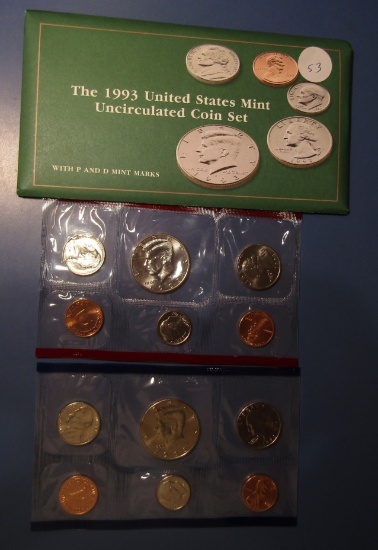 The 1993 United States Mint
Uncirculated Coin Set
WITH P AND D MINT MARKS
53